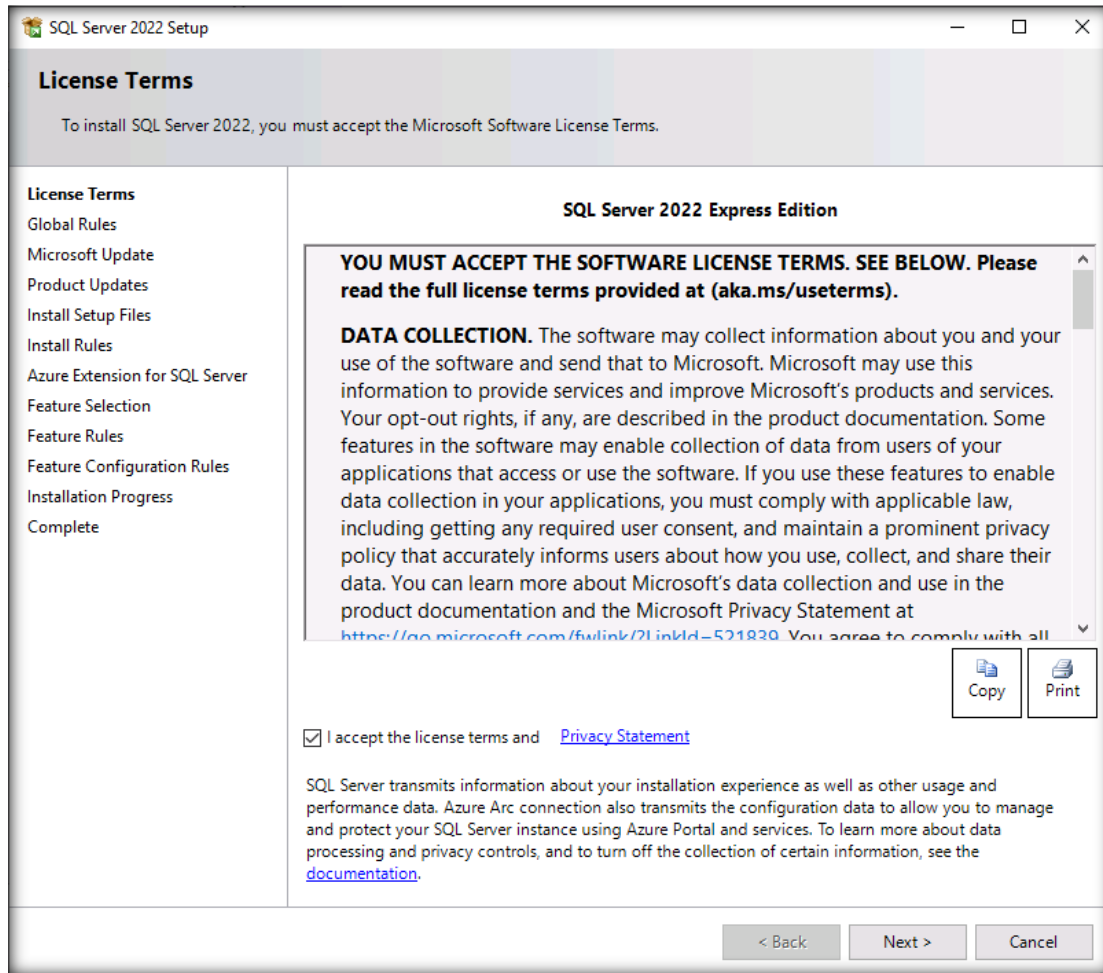 SQL Server 2022 Setup
License Terms
To install SQL Server 2022, you must accept the Microsoft Software License Terms.
License Terms
Global Rules
Microsoft Update
Product Updates
Install Setup Files
Install Rules
Azure Extension for SQL Server
Feature Selection
Feature Rules
Feature Configuration Rules
Installation Progress
Complete
SQL Server 2022 Express Edition
YOU MUST ACCEPT THE SOFTWARE LICENSE TERMS. SEE BELOW. Please
read the full license terms provided at (aka.ms/useterms).
DATA COLLECTION. The software may collect information about you and your
use of the software and send that to Microsoft. Microsoft may use this
information to provide services and improve Microsoft's products and services.
Your opt-out rights, if any, are described in the product documentation. Some
features in the software may enable collection of data from users of your
applications that access or use the software. If you use these features to enable
data collection in your applications, you must comply with applicable law,
including getting any required user consent, and maintain a prominent privacy
policy that accurately informs users about how you use, collect, and share their
data. You can learn more about Microsoft's data collection and use in the
product documentation and the Microsoft Privacy Statement at
https://go.microsoft.com/fwlink/?LinkId=521839. You agree to comply with all
Copy
Print
I accept the license terms and Privacy Statement
SQL Server transmits information about your installation experience as well as other usage and
performance data. Azure Arc connection also transmits the configuration data to allow you to manage
and protect your SQL Server instance using Azure Portal and services. To learn more about data
processing and privacy controls, and to turn off the collection of certain information, see the
documentation.
< Back
Next >
Cancel